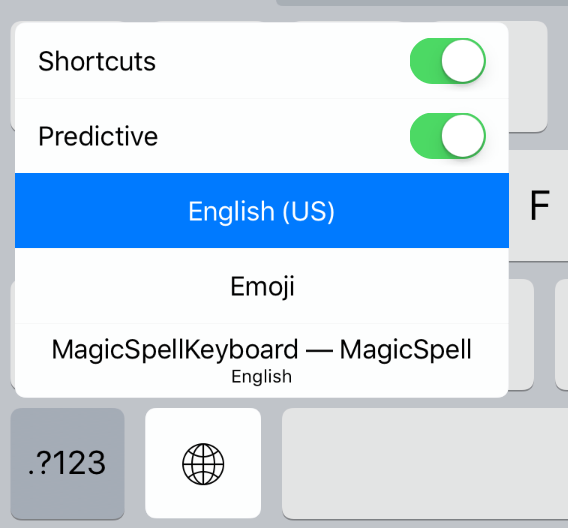 Shortcuts
Predictive
English (US)
F
Emoji
MagicSpellKeyboard — MagicSpell
English
.?123